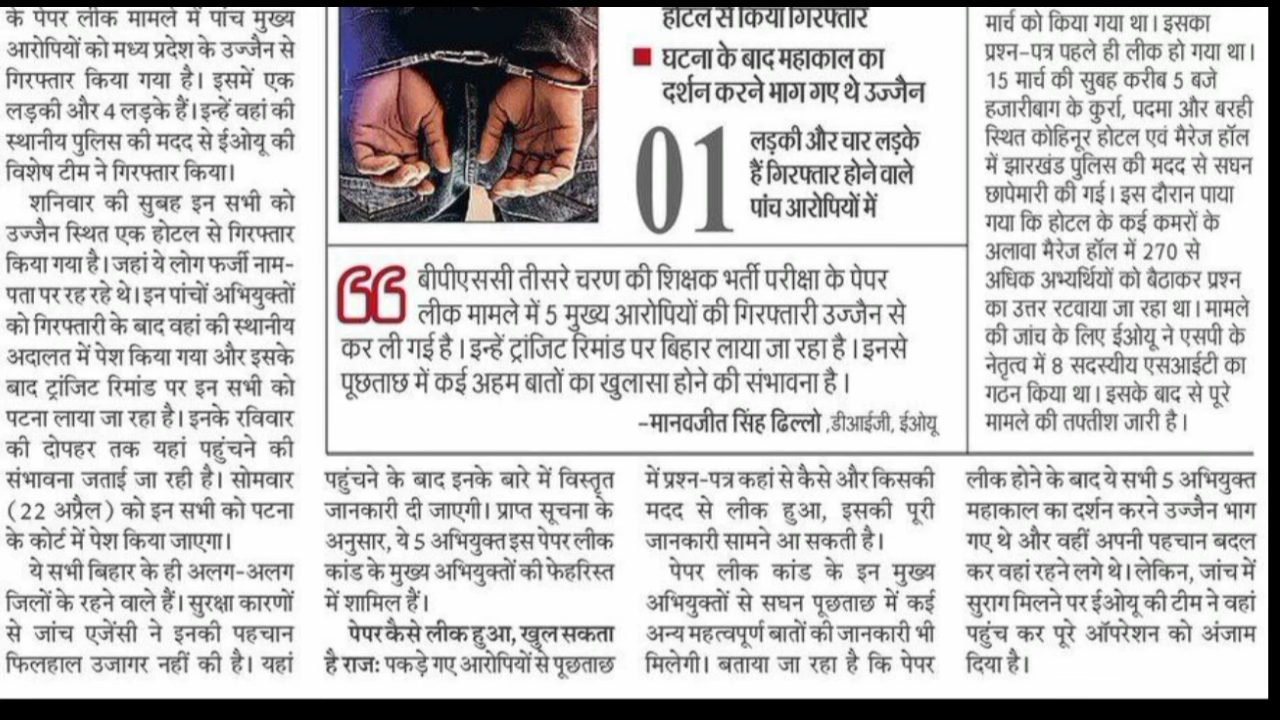 के पेपर लीक मामले में पांच मुख्य
आरोपियों को मध्य प्रदेश के उज्जैन से
गिरफ्तार किया गया है। इसमें एक
लड़की और 4 लड़के हैं। इन्हें वहां की
स्थानीय पुलिस की मदद से ईओयू की
विशेष टीम ने गिरफ्तार किया।
शनिवार की सुबह इन सभी को
उज्जैन स्थित एक होटल से गिरफ्तार
किया गया है। जहां ये लोग फर्जी नाम-
पता पर रह रहे थे। इन पांचों अभियुक्तों
को गिरफ्तारी के बाद वहां की स्थानीय
अदालत में पेश किया गया और इसके
बाद ट्रांजिट रिमांड पर इन सभी को
पटना लाया जा रहा है। इनके रविवार
की दोपहर तक यहां पहुंचने की
संभावना जताई जा रही है। सोमवार
(22 अप्रैल) को इन सभी को पटना
के कोर्ट में पेश किया जाएगा।
ये सभी बिहार के ही अलग-अलग
जिलों के रहने वाले हैं। सुरक्षा कारणों
से जांच एजेंसी ने इनकी पहचान
फिलहाल उजागर नहीं की है। यहां
होटल से किया गिरफ्तार
घटना के बाद महाकाल का
दर्शन करने भाग गए थे उज्जैन
01
लड़की और चार लड़के
हैं गिरफ्तार होने वाले
पांच आरोपियों में
बीपीएससी तीसरे चरण की शिक्षक भर्ती परीक्षा के पेपर
लीक मामले में 5 मुख्य आरोपियों की गिरफ्तारी उज्जैन से
कर ली गई है। इन्हें ट्रांजिट रिमांड पर बिहार लाया जा रहा है। इनसे
पूछताछ में कई अहम बातों का खुलासा होने की संभावना है।
-मानवजीत सिंह ढिल्लो ,डीआईजी, ईओयू
मार्च को किया गया था। इसका
प्रश्न-पत्र पहले ही लीक हो गया था।
15 मार्च की सुबह करीब 5 बजे
हजारीबाग के कुर्रा, पदमा और बरही
स्थित कोहिनूर होटल एवं मैरेज हॉल
में झारखंड पुलिस की मदद से सघन
छापेमारी की गई। इस दौरान पाया
गया कि होटल के कई कमरों के
अलावा मैरेज हॉल में 270 से
अधिक अभ्यर्थियों को बैठाकर प्रश्न
का उत्तर रटवाया जा रहा था। मामले
की जांच के लिए ईओयू ने एसपी के
नेतृत्व में 8 सदस्यीय एसआईटी का
गठन किया था। इसके बाद से पूरे
मामले की तफ्तीश जारी है।
पहुंचने के बाद इनके बारे में विस्तृत
जानकारी दी जाएगी। प्राप्त सूचना के
अनुसार, ये 5 अभियुक्त इस पेपर लीक
कांड के मुख्य अभियुक्तों की फेहरिस्त
में शामिल हैं।
पेपर कैसे लीक हुआ, खुल सकता
है राज: पकड़े गए आरोपियों से पूछताछ
में प्रश्न-पत्र कहां से कैसे और किसकी
मदद से लीक हुआ, इसकी पूरी
जानकारी सामने आ सकती है।
पेपर लीक कांड के इन मुख्य
अभियुक्तों से सघन पूछताछ में कई
अन्य महत्वपूर्ण बातों की जानकारी भी
मिलेगी। बताया जा रहा है कि पेपर
लीक होने के बाद ये सभी 5 अभियुक्त
महाकाल का दर्शन करने उज्जैन भाग
गए थे और वहीं अपनी पहचान बदल
कर वहां रहने लगे थे। लेकिन, जांच में
सुराग मिलने पर ईओयू की टीम ने वहां
पहुंच कर पूरे ऑपरेशन को अंजाम
दिया है।